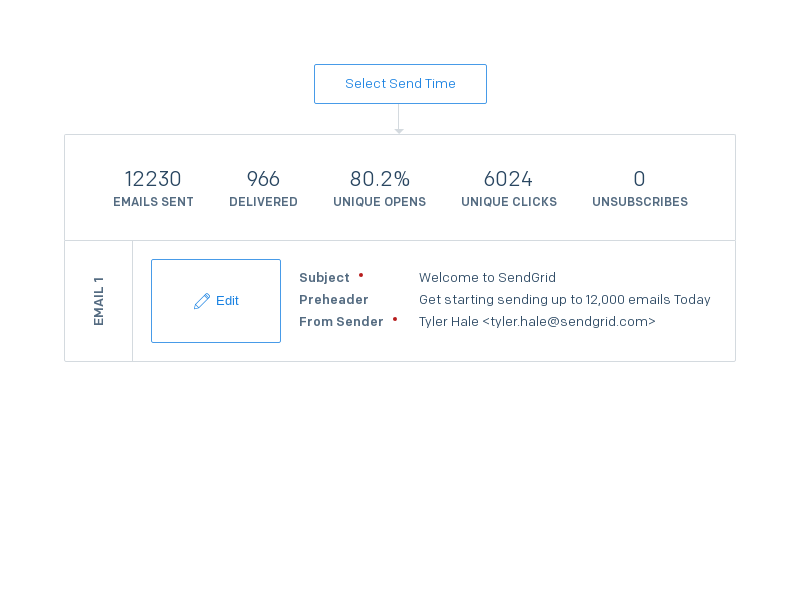 Select Send Time
12230 966 80.2% 6024 0
EMAILS SENT DELIVERED UNIQUE OPENS UNIQUE CLICKS UNSUBSCRIBES
EMAIL 1
Edit
Subject • Welcome to SendGrid
Preheader Get starting sending up to 12,000 emails Today
From Sender • Tyler Hale <tyler.hale@sendgrid.com>